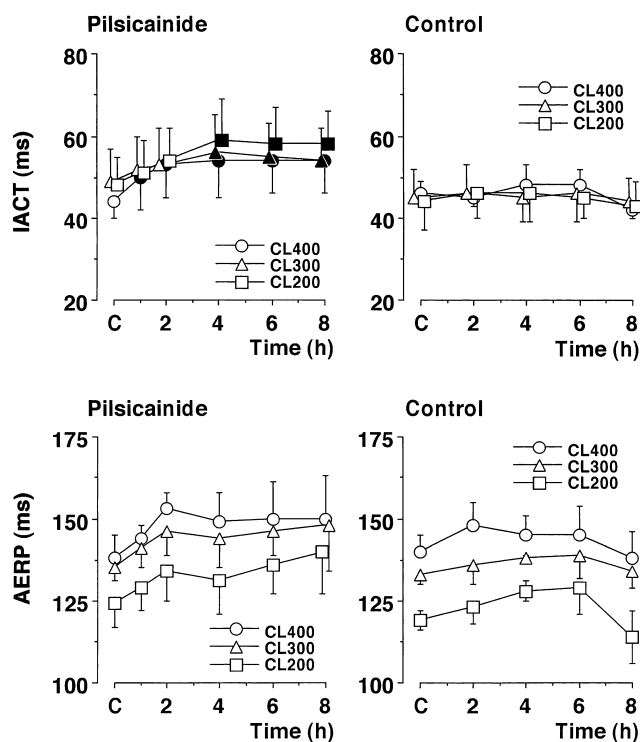 Pilsicainide
Control
80
60
40
20
IACT (ms)
CL400
CL300
CL200
C 2 4 6 8
Time (h)
80
60
40
20
CL400
CL300
CL200
C 2 4 6 8
Time (h)
Pilsicainide
Control
175
150
125
100
AERP (ms)
CL400
CL300
CL200
C 2 4 6 8
Time (h)
175
150
125
100
CL400
CL300
CL200
C 2 4 6 8
Time (h)